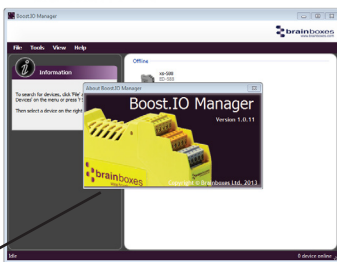 Boost.IO Manager
brainboxes
www.brainboxes.com
File Tools View Help
Information
To search for devices, click 'File'
Devices' on the menu or press
Then select a device on the right
Offline
ED-588
About Boost.IO Manager
Boost.IO Manager
Version 1.0.11
brainboxes
Copyright © Brainboxes Ltd, 2013
Idle
0 device online